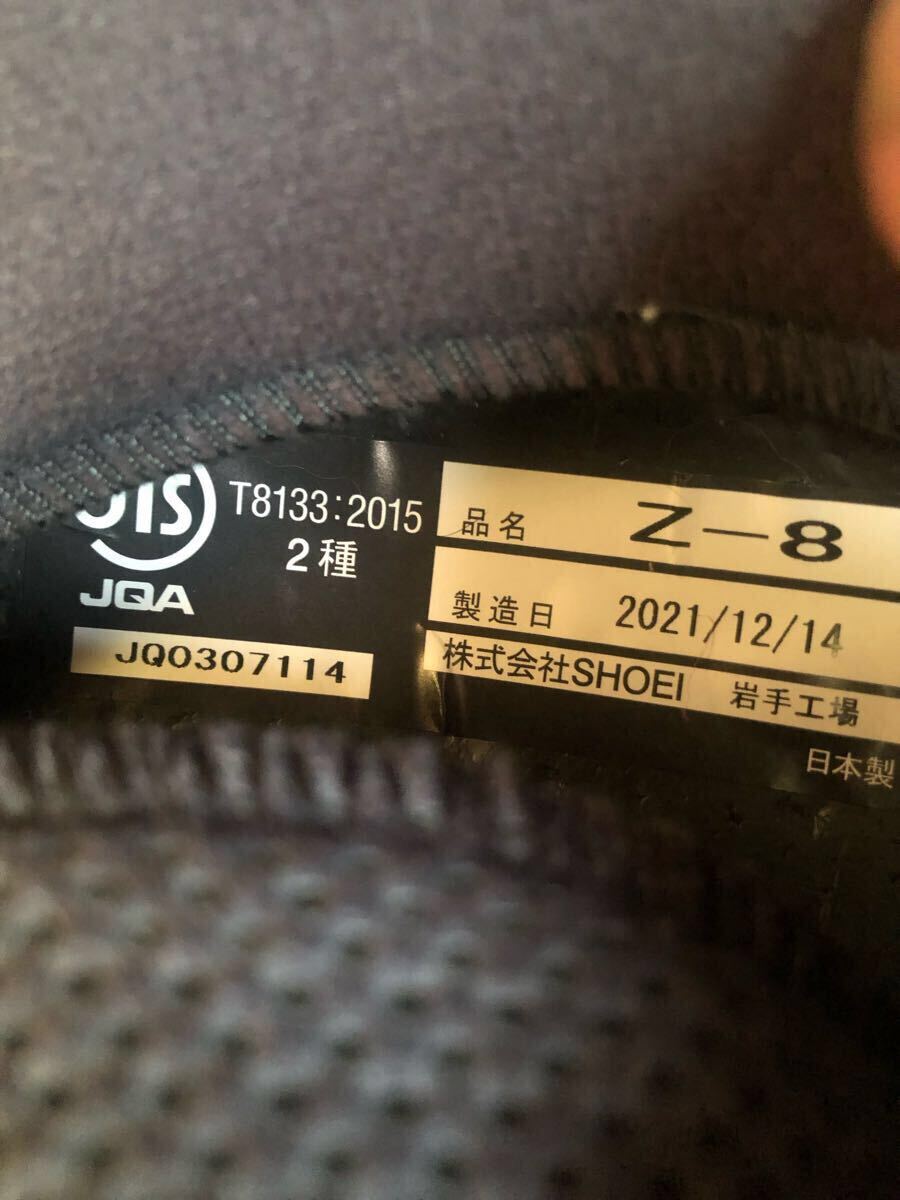 JIS
T8133:2015
2種
JQA
JQ0307114
品名 Z-8
製造日 2021/12/14
株式会社SHOEI 岩手工場
日本製